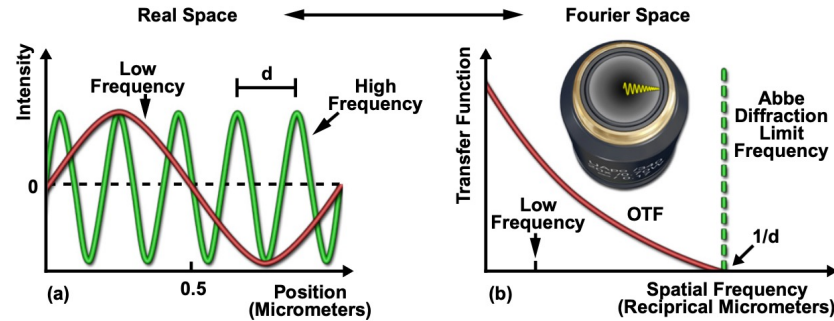 Real Space
Fourier Space
Intensity
Low
Frequency
d
High
Frequency
0
0.5
Position
(Micrometers)
(a)
Transfer Function
Abbe
Diffraction
Limit
Frequency
Low
Frequency
OTF
1/d
Spatial Frequency
(Reciprical Micrometers)
(b)